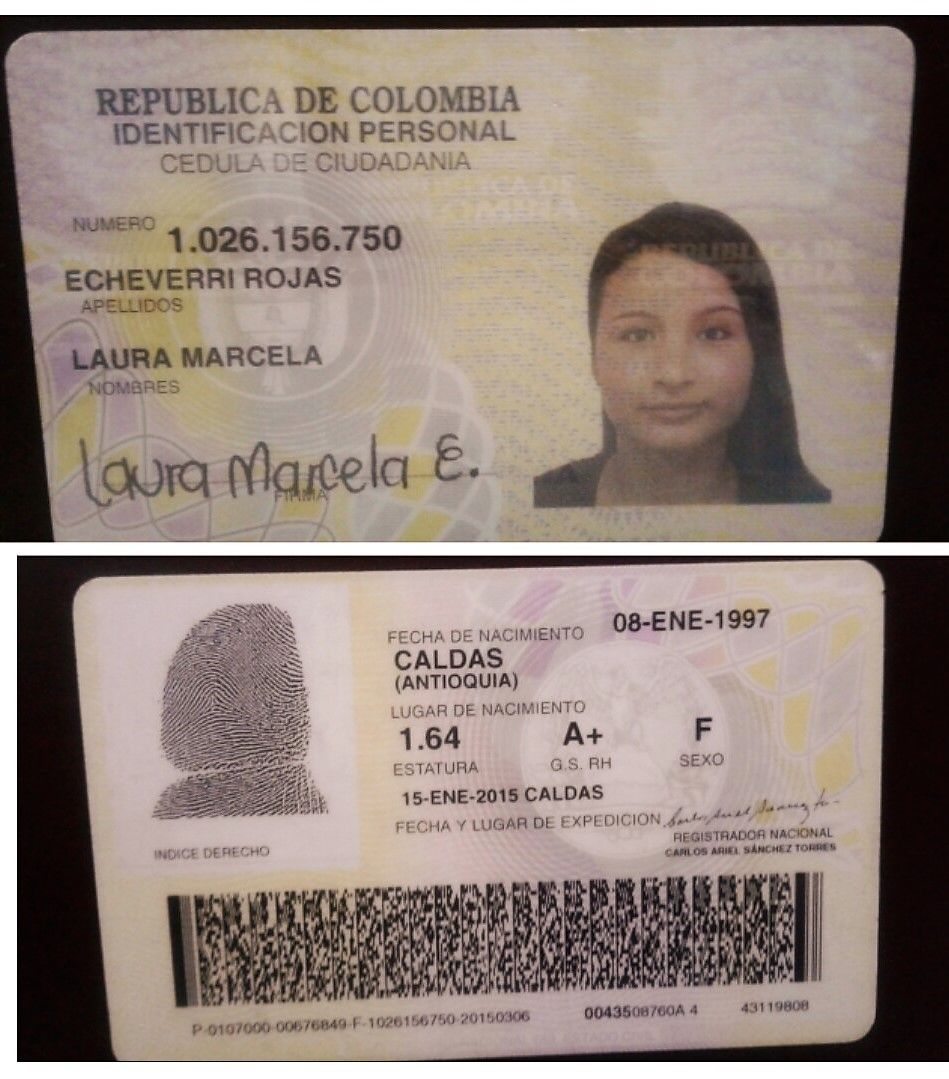 REPUBLICA DE COLOMBIA
IDENTIFICACION PERSONAL
CEDULA DE CIUDADANIA
NUMERO 1.026.156.750
ECHEVERRI ROJAS
APELLIDOS
LAURA MARCELA
NOMBRES
Laura Marcela E.
FIRMA
FECHA DE NACIMIENTO 08-ENE-1997
CALDAS
(ANTIOQUIA)
LUGAR DE NACIMIENTO
1.64 A+ F
ESTATURA G.S. RH SEXO
15-ENE-2015 CALDAS
FECHA Y LUGAR DE EXPEDICION
REGISTRADOR NACIONAL
CARLOS ARIEL SÁNCHEZ TORRES
INDICE DERECHO
P-0107000-00676849-F-1026156750-20150306 0043508760A 4 43119808